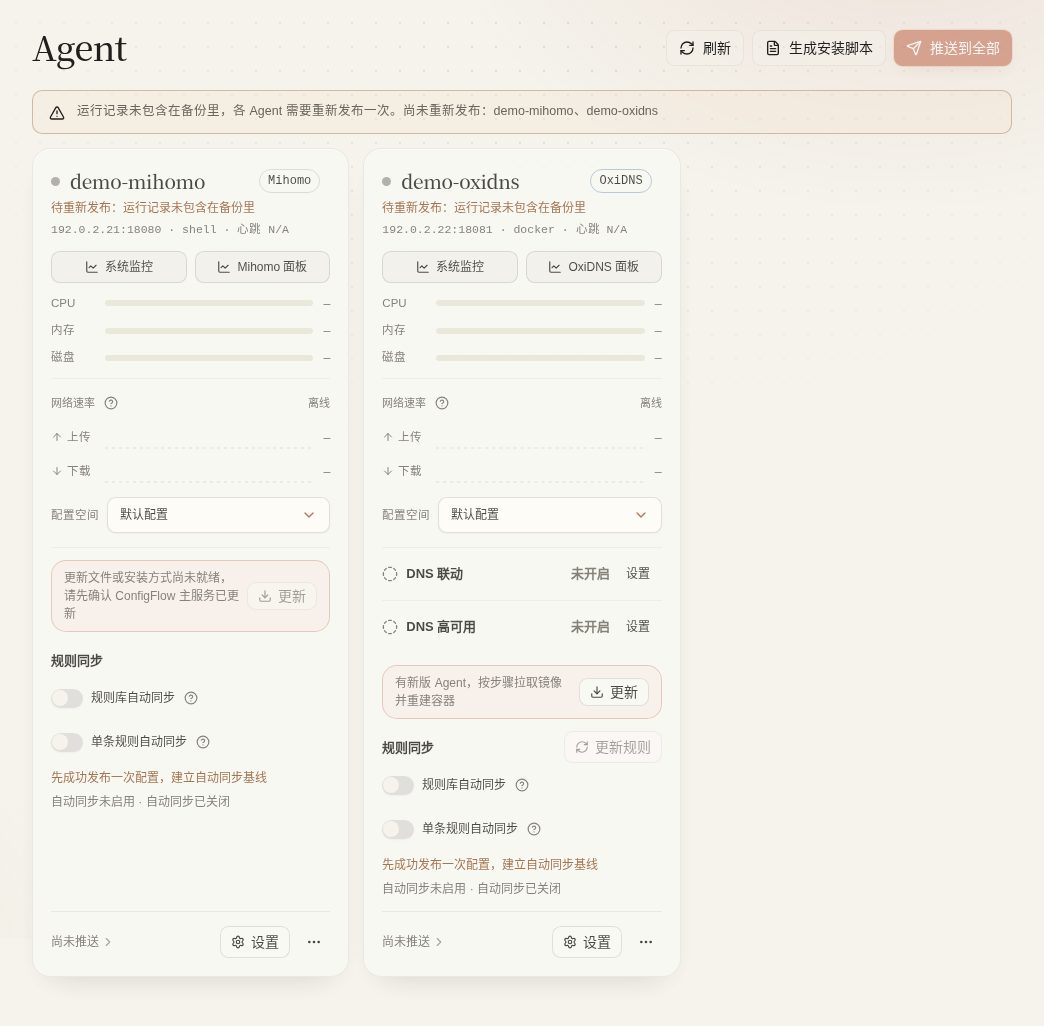 Agent
刷新
生成安装脚本
推送到全部
运行记录未包含在备份里，各 Agent 需要重新发布一次。尚未重新发布：demo-mihomo、demo-oxidns
demo-mihomo
Mihomo
待重新发布：运行记录未包含在备份里
192.0.2.21:18080 · shell · 心跳 N/A
系统监控
Mihomo 面板
CPU
–
内存
–
磁盘
–
网络速率
离线
上传
–
下载
–
配置空间
默认配置
更新文件或安装方式尚未就绪，
请先确认 ConfigFlow 主服务已更
新
更新
规则同步
规则库自动同步
单条规则自动同步
先成功发布一次配置，建立自动同步基线
自动同步未启用 · 自动同步已关闭
尚未推送
设置
demo-oxidns
OxiDNS
待重新发布：运行记录未包含在备份里
192.0.2.22:18081 · docker · 心跳 N/A
系统监控
OxiDNS 面板
CPU
–
内存
–
磁盘
–
网络速率
离线
上传
–
下载
–
配置空间
默认配置
DNS 联动
未开启
设置
DNS 高可用
未开启
设置
有新版 Agent，按步骤拉取镜像
并重建容器
更新
规则同步
更新规则
规则库自动同步
单条规则自动同步
先成功发布一次配置，建立自动同步基线
自动同步未启用 · 自动同步已关闭
尚未推送
设置